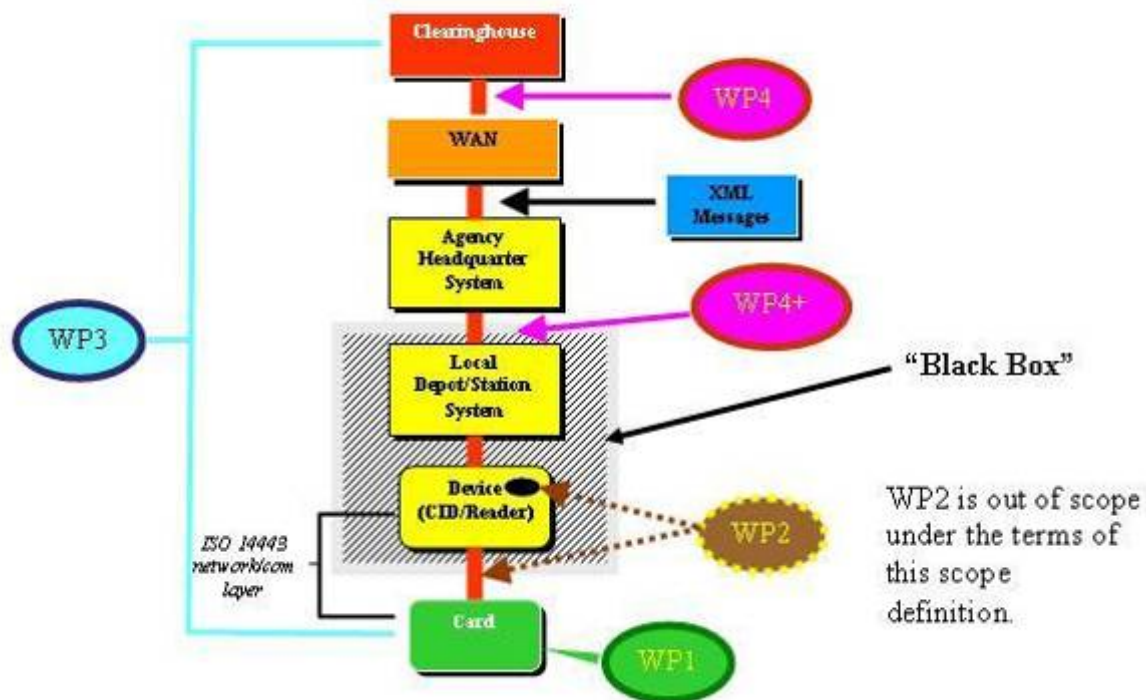 Clearinghouse
WP4
WAN
XML
Messages
Agency
Headquarter
System
WP4+
WP3
Local
Depot/Station
System
"Black Box"
Device
(CID/Reader)
WP2
WP2 is out of scope
under the terms of
this scope
definition.
ISO 14443
network/com
layer
Card
WP1